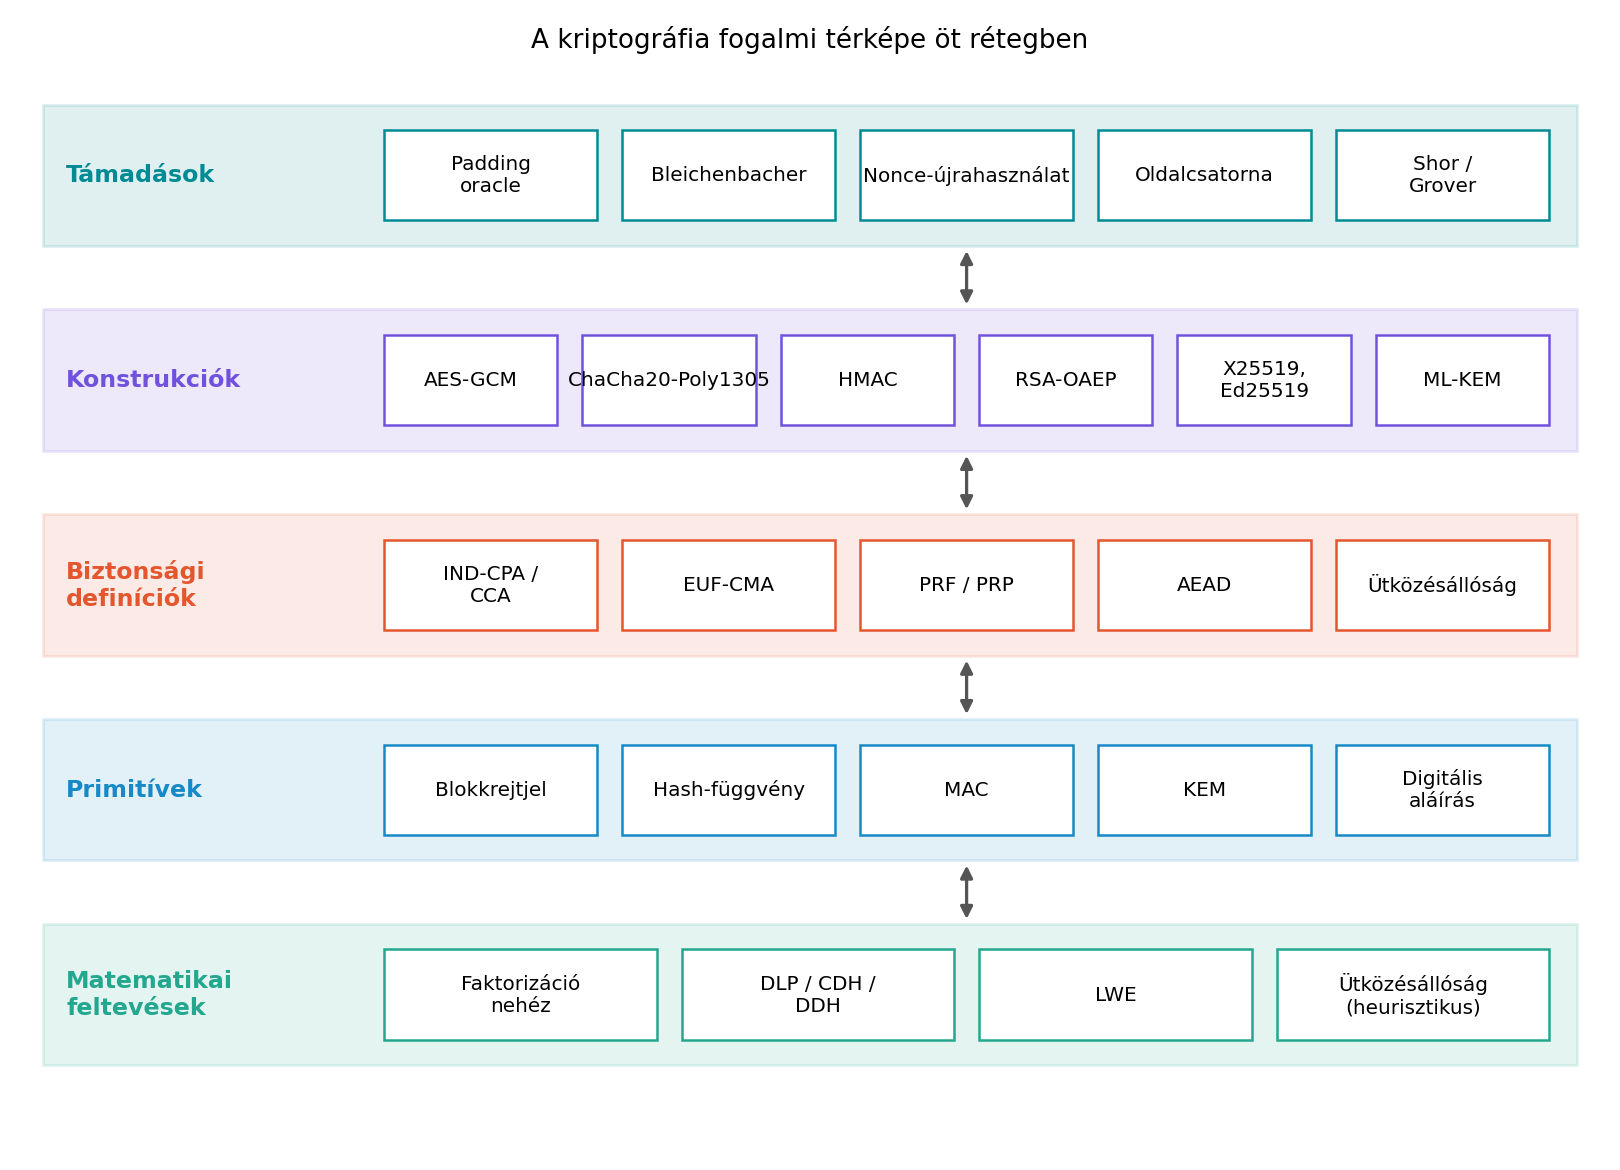 A kriptográfia fogalmi térképe öt rétegben
Támadások
Padding
oracle
Bleichenbacher
Nonce-újrahasználat
Oldalcsatorna
Shor /
Grover
Konstrukciók
AES-GCM
ChaCha20-Poly1305
HMAC
RSA-OAEP
X25519,
Ed25519
ML-KEM
Biztonsági
definíciók
IND-CPA /
CCA
EUF-CMA
PRF / PRP
AEAD
Ütközésállóság
Primitívek
Blokkrejtjel
Hash-függvény
MAC
KEM
Digitális
aláírás
Matematikai
feltevések
Faktorizáció
nehéz
DLP / CDH /
DDH
LWE
Ütközésállóság
(heurisztikus)